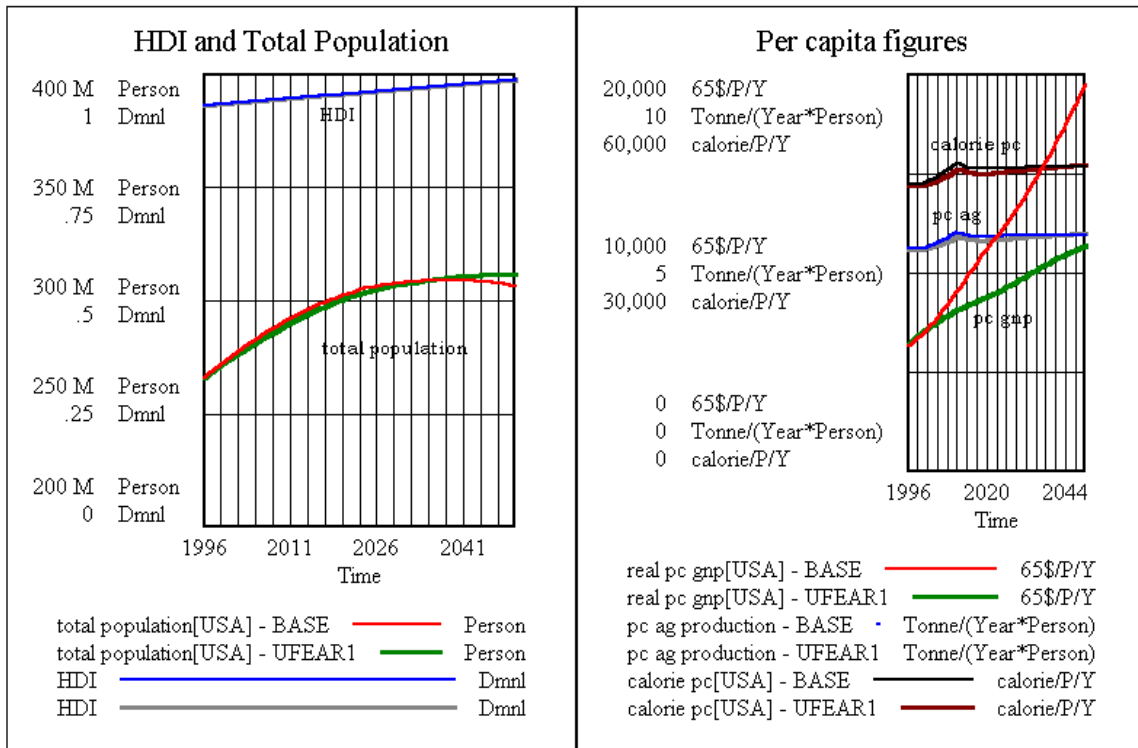 HDI and Total Population
400 M Person
1 Dmnl
HDI
350 M Person
.75 Dmnl
300 M Person
.5 Dmnl
total population
250 M Person
.25 Dmnl
200 M Person
0 Dmnl
1996 2011 2026 2041
Time
total population[USA] - BASE Person
total population[USA] - UFEAR1 Person
HDI Dmnl
HDI Dmnl
Per capita figures
20,000 65$/P/Y
10 Tonne/(Year*Person)
60,000 calorie/P/Y
calorie pc
pc ag
10,000 65$/P/Y
5 Tonne/(Year*Person)
30,000 calorie/P/Y
pc gnp
0 65$/P/Y
0 Tonne/(Year*Person)
0 calorie/P/Y
1996 2020 2044
Time
real pc gnp[USA] - BASE 65$/P/Y
real pc gnp[USA] - UFEAR1 65$/P/Y
pc ag production - BASE Tonne/(Year*Person)
pc ag production - UFEAR1 Tonne/(Year*Person)
calorie pc[USA] - BASE calorie/P/Y
calorie pc[USA] - UFEAR1 calorie/P/Y